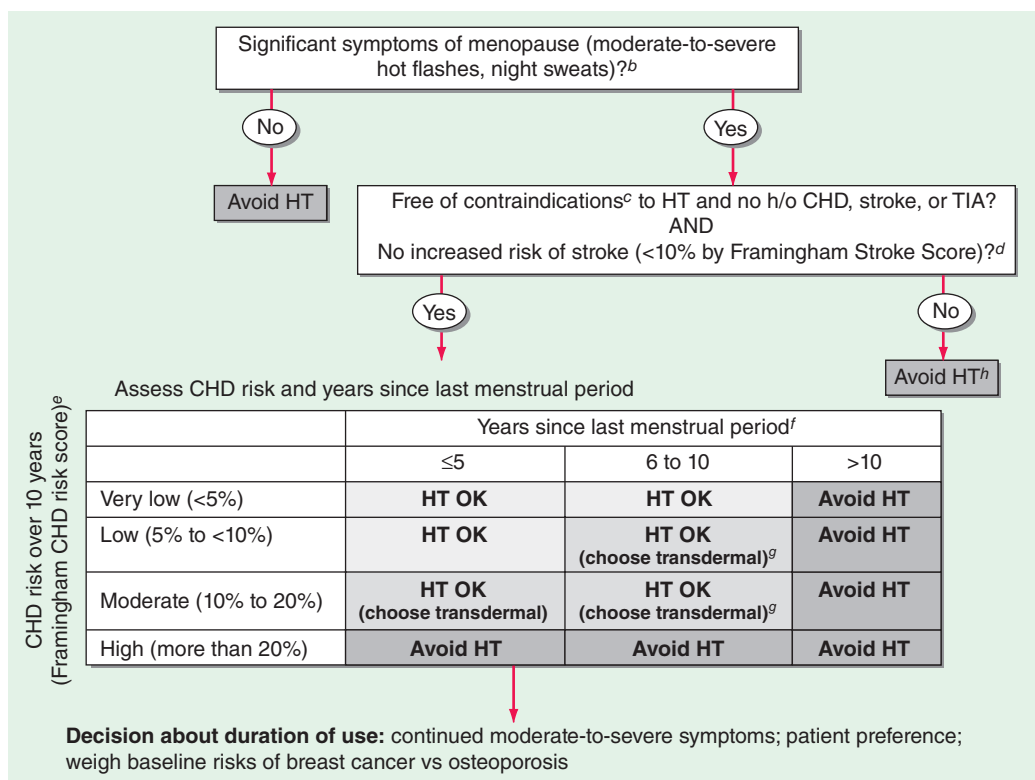 Significant symptoms of menopause (moderate-to-severe
hot flashes, night sweats)?b
No
Yes
Avoid HT
Free of contraindicationsc to HT and no h/o CHD, stroke, or TIA?
AND
No increased risk of stroke (<10% by Framingham Stroke Score)?d
Yes
No
Avoid HTh
Assess CHD risk and years since last menstrual period
CHD risk over 10 years
(Framingham CHD risk score)e
Years since last menstrual periodf
≤5 6 to 10 >10
Very low (<5%) HT OK HT OK Avoid HT
Low (5% to <10%) HT OK HT OK Avoid HT
(choose transdermal)g
Moderate (10% to 20%) HT OK HT OK Avoid HT
(choose transdermal) (choose transdermal)g
High (more than 20%) Avoid HT Avoid HT Avoid HT
Decision about duration of use: continued moderate-to-severe symptoms; patient preference;
weigh baseline risks of breast cancer vs osteoporosis